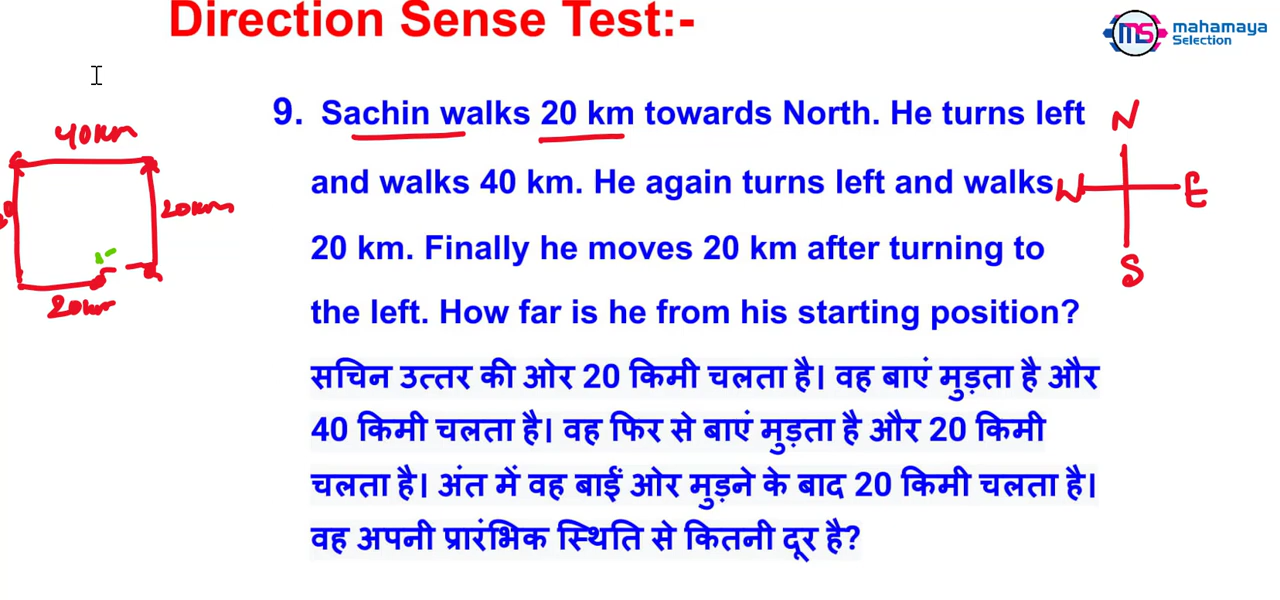 Direction Sense Test:-
mahamaya
Selection
MS
9. Sachin walks 20 km towards North. He turns left
and walks 40 km. He again turns left and walks
20 km. Finally he moves 20 km after turning to
the left. How far is he from his starting position?
सचिन उत्तर की ओर 20 किमी चलता है। वह बाएं मुड़ता है और
40 किमी चलता है। वह फिर से बाएं मुड़ता है और 20 किमी
चलता है। अंत में वह बाईं ओर मुड़ने के बाद 20 किमी चलता है।
वह अपनी प्रारंभिक स्थिति से कितनी दूर है?
40km
20km
20km
N
W
E
S